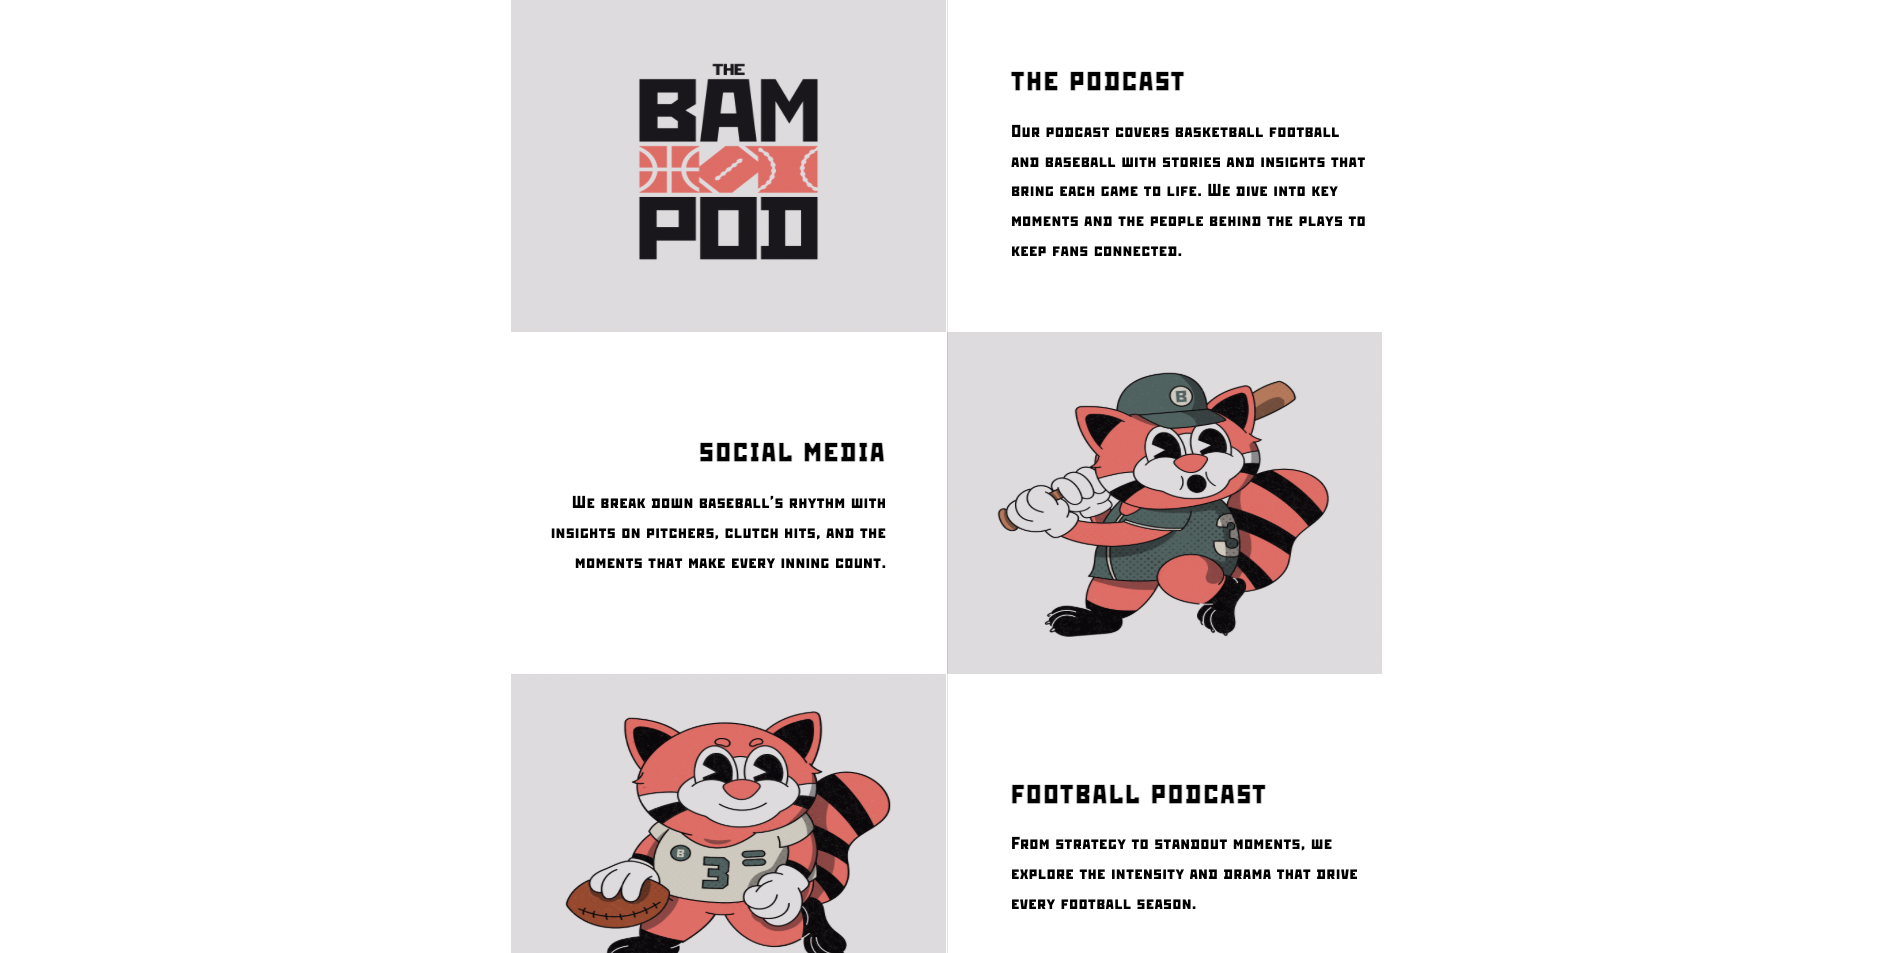 THE
BAM
POD
THE PODCAST
Our podcast covers basketball football
and baseball with stories and insights that
bring each game to life. We dive into key
moments and the people behind the plays to
keep fans connected.
SOCIAL MEDIA
We break down baseball's rhythm with
insights on pitchers, clutch hits, and the
moments that make every inning count.
B
3
B
3
FOOTBALL PODCAST
From strategy to standout moments, we
explore the intensity and drama that drive
every football season.